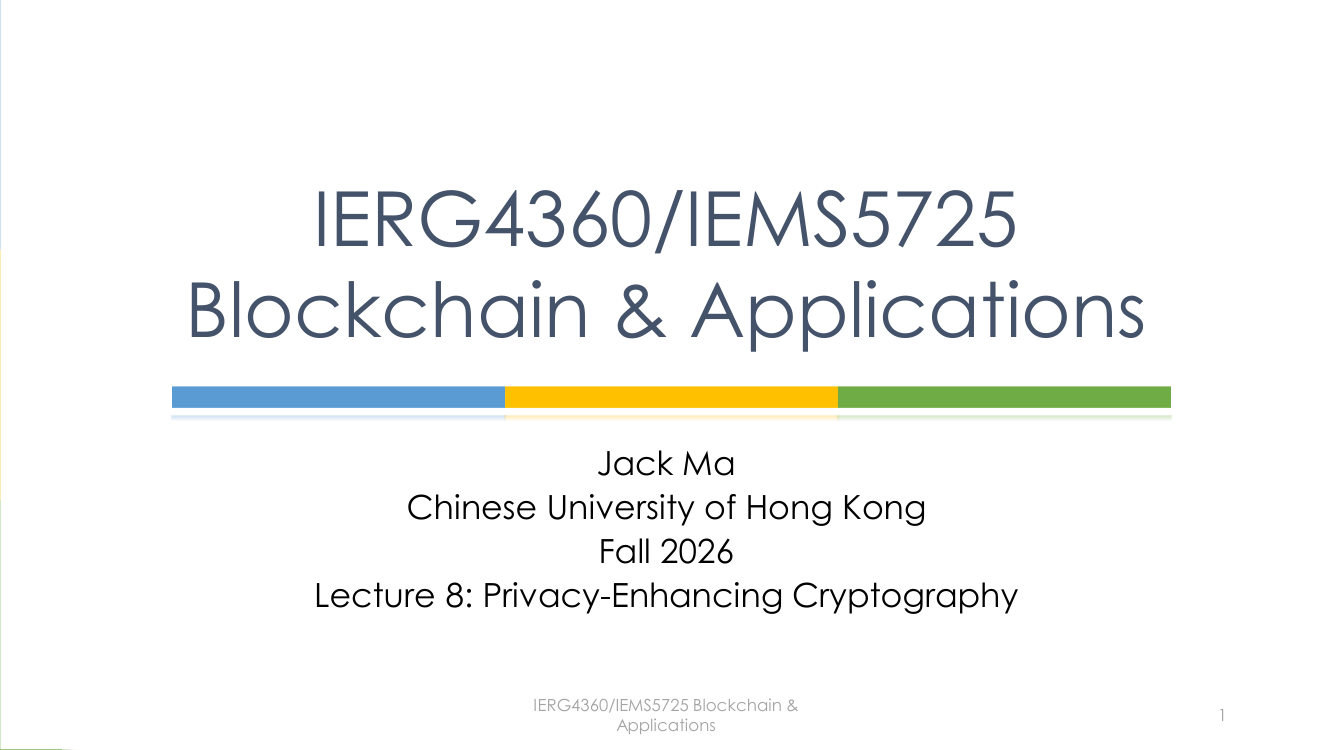 IERG4360/IEMS5725
Blockchain & Applications
Jack Ma
Chinese University of Hong Kong
Fall 2026
Lecture 8: Privacy-Enhancing Cryptography
IERG4360/IEMS5725 Blockchain &
Applications
1